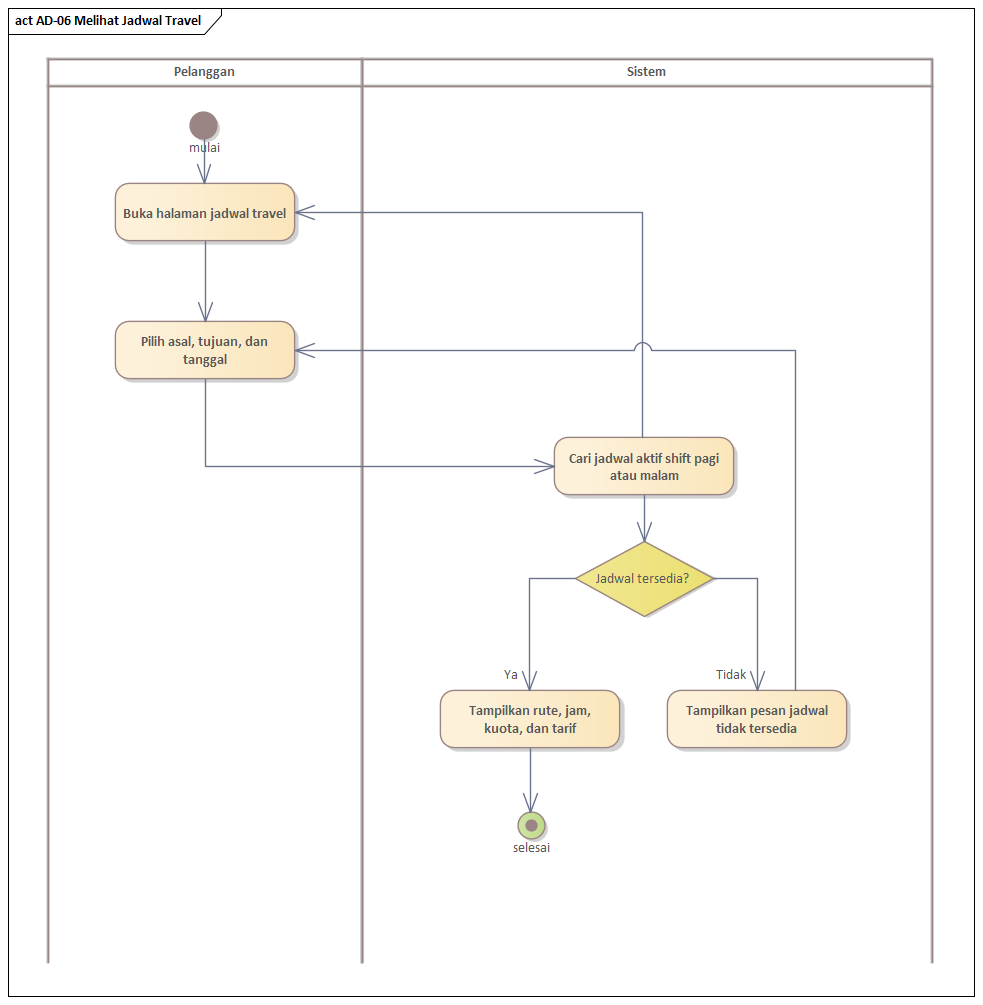 act AD-06 Melihat Jadwal Travel
Pelanggan
Sistem
mulai
Buka halaman jadwal travel
Pilih asal, tujuan, dan
tanggal
Cari jadwal aktif shift pagi
atau malam
Jadwal tersedia?
Ya
Tidak
Tampilkan rute, jam,
kuota, dan tarif
Tampilkan pesan jadwal
tidak tersedia
selesai